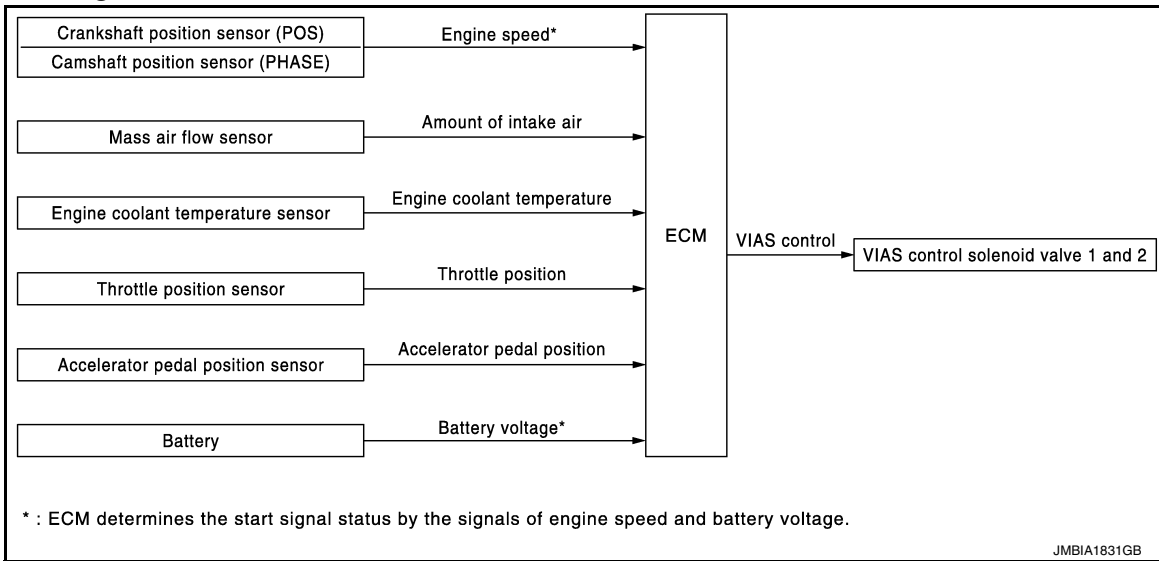 Crankshaft position sensor (POS)
Engine speed*
Camshaft position sensor (PHASE)
Mass air flow sensor
Amount of intake air
Engine coolant temperature sensor
Engine coolant temperature
ECM
VIAS control
VIAS control solenoid valve 1 and 2
Throttle position sensor
Throttle position
Accelerator pedal position sensor
Accelerator pedal position
Battery
Battery voltage*
* : ECM determines the start signal status by the signals of engine speed and battery voltage.
JMBIA1831GB